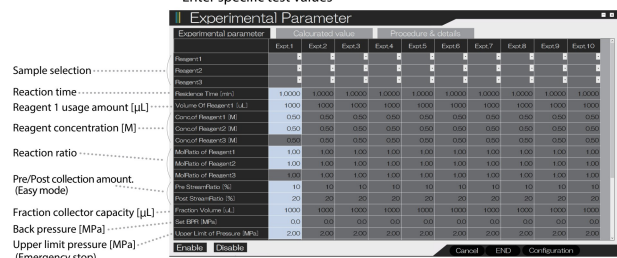 Enter specific test values
Experimental Parameter
Experimental parameter Calcurated value Procedure & details
Expt.1 Expt.2 Expt.3 Expt.4 Expt.5 Expt.6 Expt.7 Expt.8 Expt.9 Expt.10
Sample selection
Reagent1
Reagent2
Reagent3
Reaction time
Residence Time [min] 1.0000 1.0000 1.0000 1.0000 1.0000 1.0000 1.0000 1.0000 1.0000 1.0000
Reagent 1 usage amount [μL]
Volume Of Reagent1 [uL] 1000 1000 1000 1000 1000 1000 1000 1000 1000 1000
Reagent concentration [M]
Conc.of Reagent1 [M] 0.50 0.50 0.50 0.50 0.50 0.50 0.50 0.50 0.50 0.50
Conc.of Reagent2 [M] 0.50 0.50 0.50 0.50 0.50 0.50 0.50 0.50 0.50 0.50
Conc.of Reagent3 [M] 0.50 0.50 0.50 0.50 0.50 0.50 0.50 0.50 0.50 0.50
Reaction ratio
MolRatio of Reagent1 1.00 1.00 1.00 1.00 1.00 1.00 1.00 1.00 1.00 1.00
MolRatio of Reagent2 1.00 1.00 1.00 1.00 1.00 1.00 1.00 1.00 1.00 1.00
MolRatio of Reagent3 1.00 1.00 1.00 1.00 1.00 1.00 1.00 1.00 1.00 1.00
Pre/Post collection amount.
(Easy mode)
Pre StreamRatio [%] 10 10 10 10 10 10 10 10 10 10
Post StreamRatio [%] 20 20 20 20 20 20 20 20 20 20
Fraction collector capacity [μL]
Fraction Volume [uL] 1000 1000 1000 1000 1000 1000 1000 1000 1000 1000
Back pressure [MPa]
Set BPR [MPa] 0.0 0.0 0.0 0.0 0.0 0.0 0.0 0.0 0.0 0.0
Upper limit pressure [MPa]
(Emergency stop)
Upper Limit of Pressure [MPa] 2.00 2.00 2.00 2.00 2.00 2.00 2.00 2.00 2.00 2.00
Enable Disable Cancel END Configuration